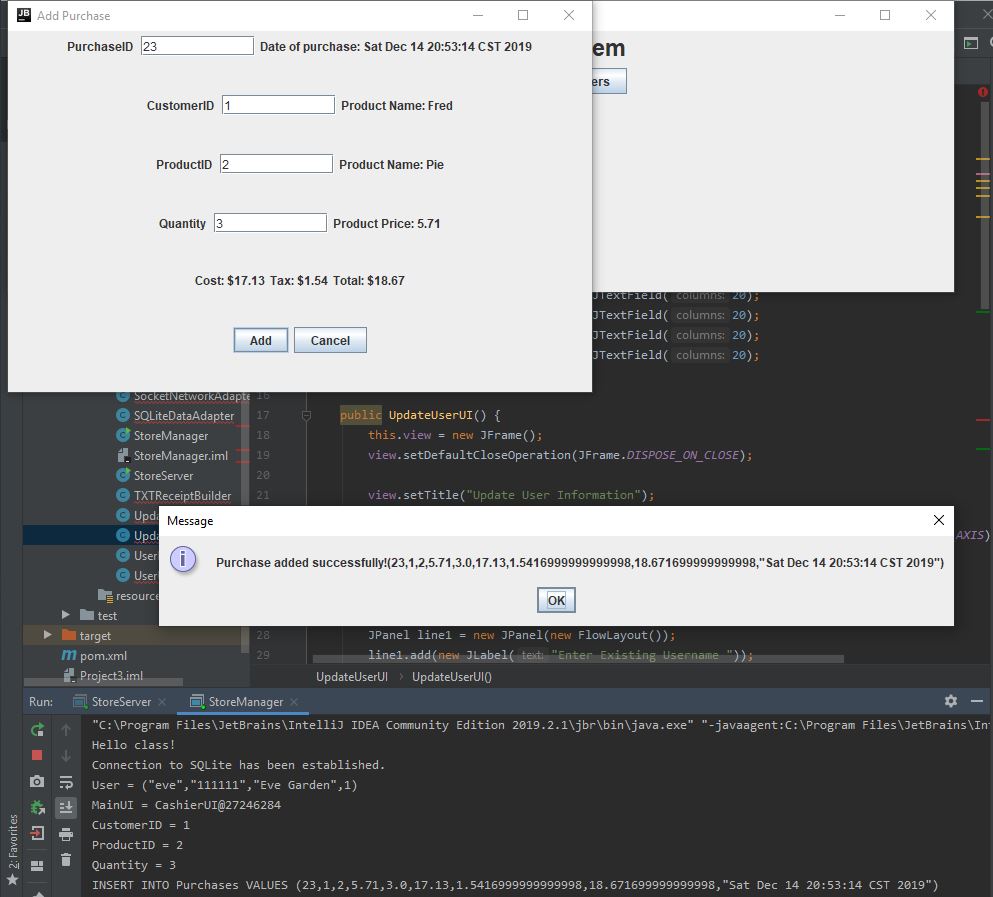 JB Add Purchase
PurchaseID 23 Date of purchase: Sat Dec 14 20:53:14 CST 2019
CustomerID 1 Product Name: Fred
ProductID 2 Product Name: Pie
Quantity 3 Product Price: 5.71
Cost: $17.13 Tax: $1.54 Total: $18.67
Add Cancel
em
ers
JTextField( columns: 20);
JTextField( columns: 20);
JTextField( columns: 20);
JTextField( columns: 20);
SocketNetworkAdapte
SQLiteDataAdapter
StoreManager
StoreManager.iml
StoreServer
TXTReceiptBuilder
Upda
Upda
User
User
resource
test
target
pom.xml
Project3.iml
16
17 public UpdateUserUI() {
18 this.view = new JFrame();
19 view.setDefaultCloseOperation(JFrame.DISPOSE_ON_CLOSE);
20
21 view.setTitle("Update User Information");
AXIS)
Message
Purchase added successfully!(23,1,2,5.71,3.0,17.13,1.5416999999999998,18.671699999999998,"Sat Dec 14 20:53:14 CST 2019")
OK
28 JPanel line1 = new JPanel(new FlowLayout());
29 line1.add(new JLabel( text: "Enter Existing Username "));
UpdateUserUI › UpdateUserUI()
Run: StoreServer StoreManager
"C:\Program Files\JetBrains\IntelliJ IDEA Community Edition 2019.2.1\jbr\bin\java.exe" "-javaagent:C:\Program Files\JetBrains\Int
Hello class!
Connection to SQLite has been established.
User = ("eve","111111","Eve Garden",1)
MainUI = CashierUI@27246284
CustomerID = 1
ProductID = 2
Quantity = 3
INSERT INTO Purchases VALUES (23,1,2,5.71,3.0,17.13,1.5416999999999998,18.671699999999998,"Sat Dec 14 20:53:14 CST 2019")
2: Favorites